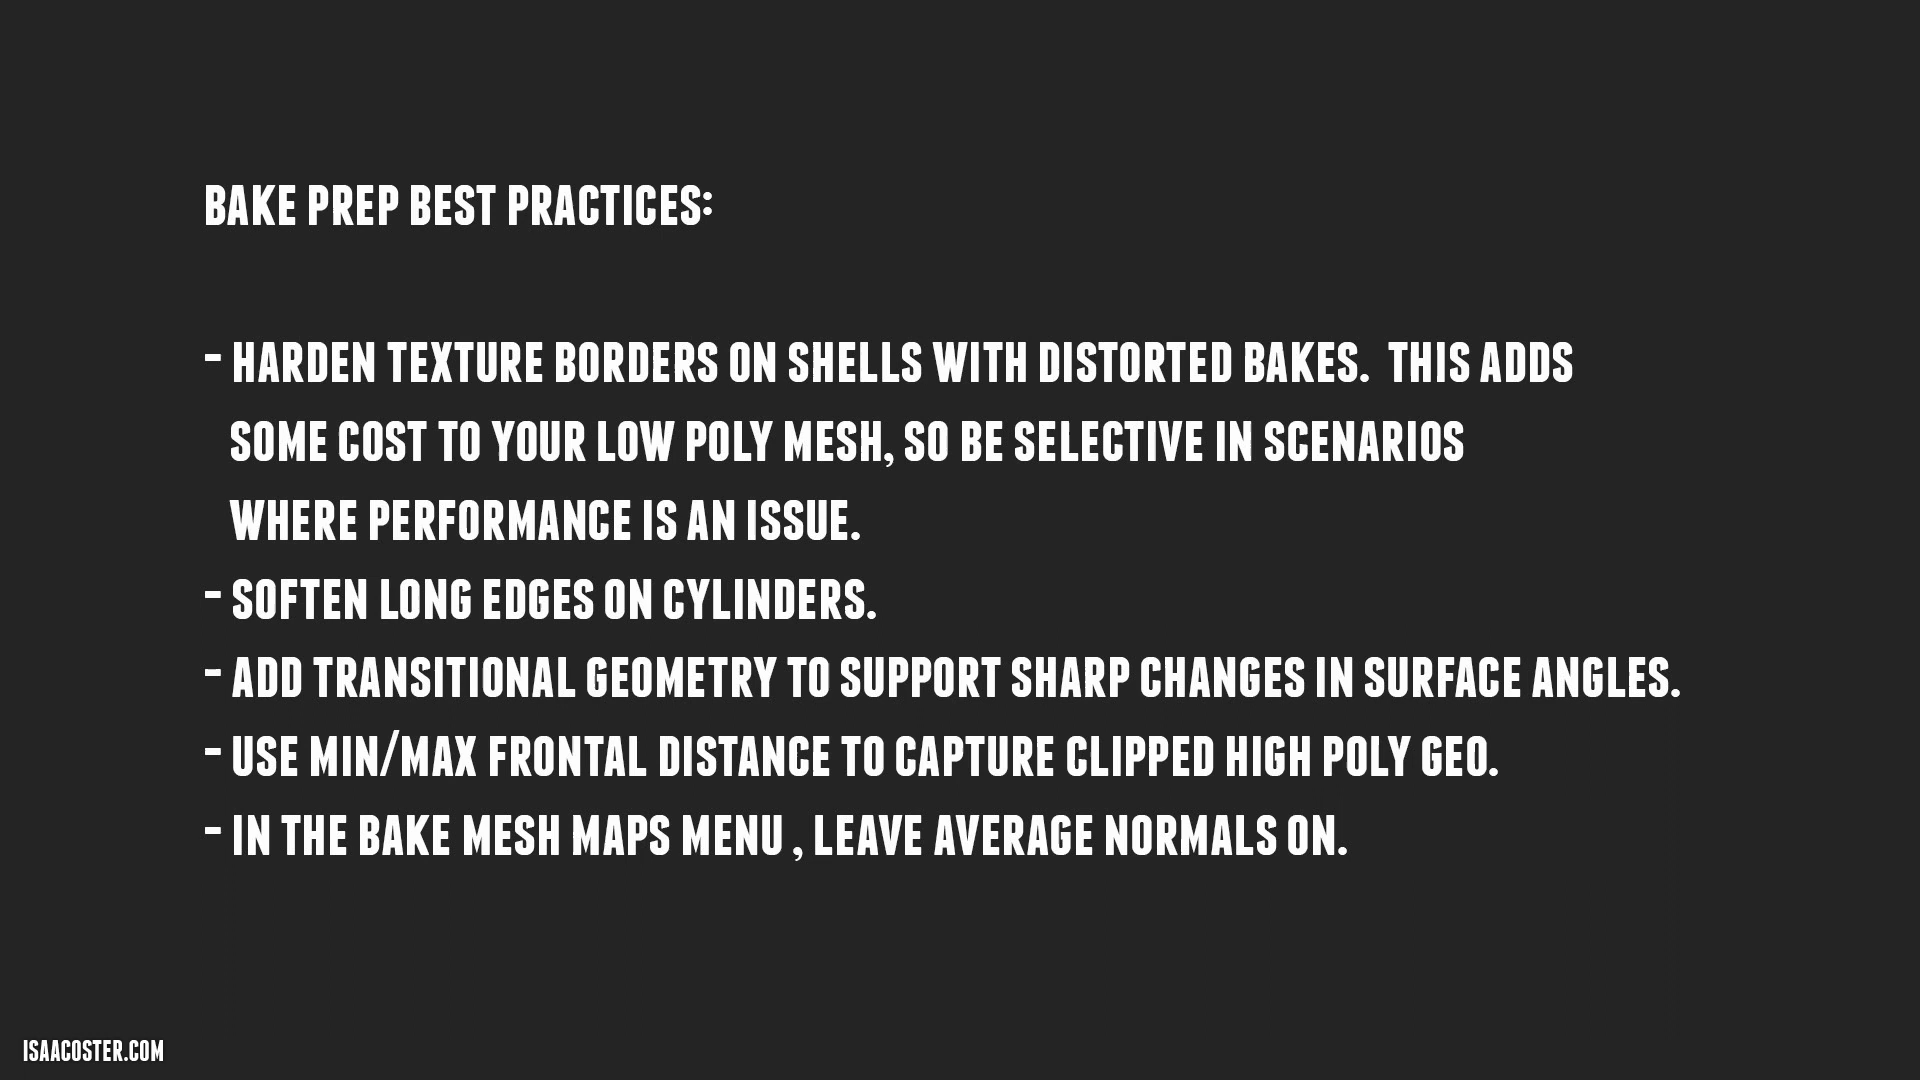 BAKE PREP BEST PRACTICES:
- HARDEN TEXTURE BORDERS ON SHELLS WITH DISTORTED BAKES.  THIS ADDS
SOME COST TO YOUR LOW POLY MESH, SO BE SELECTIVE IN SCENARIOS
WHERE PERFORMANCE IS AN ISSUE.
- SOFTEN LONG EDGES ON CYLINDERS.
- ADD TRANSITIONAL GEOMETRY TO SUPPORT SHARP CHANGES IN SURFACE ANGLES.
- USE MIN/MAX FRONTAL DISTANCE TO CAPTURE CLIPPED HIGH POLY GEO.
- IN THE BAKE MESH MAPS MENU , LEAVE AVERAGE NORMALS ON.
ISAACOSTER.COM